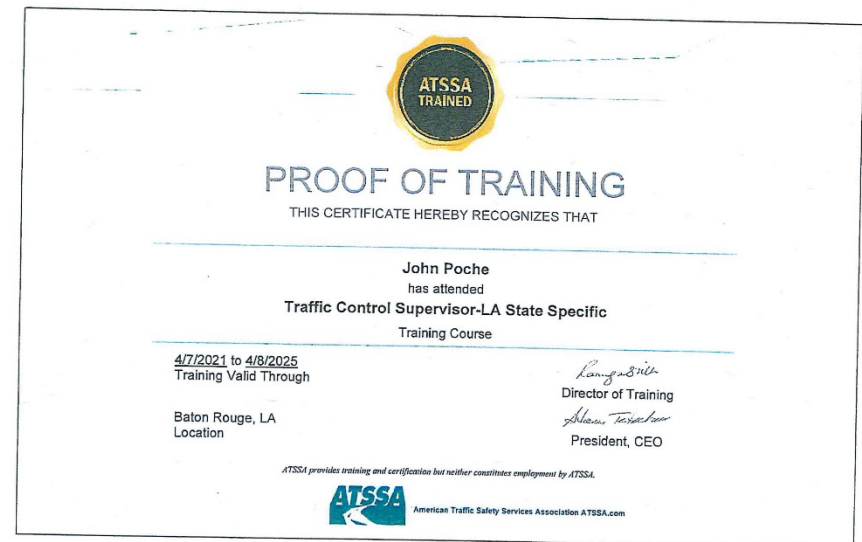 ATSSA
TRAINED
PROOF OF TRAINING
THIS CERTIFICATE HEREBY RECOGNIZES THAT
John Poche
has attended
Traffic Control Supervisor-LA State Specific
Training Course
4/7/2021 to 4/8/2025
Training Valid Through
Director of Training
Baton Rouge, LA
Location
President, CEO
ATSSA provides training and certification but neither constitutes employment by ATSSA.
ATSSA
American Traffic Safety Services Association ATSSA.com